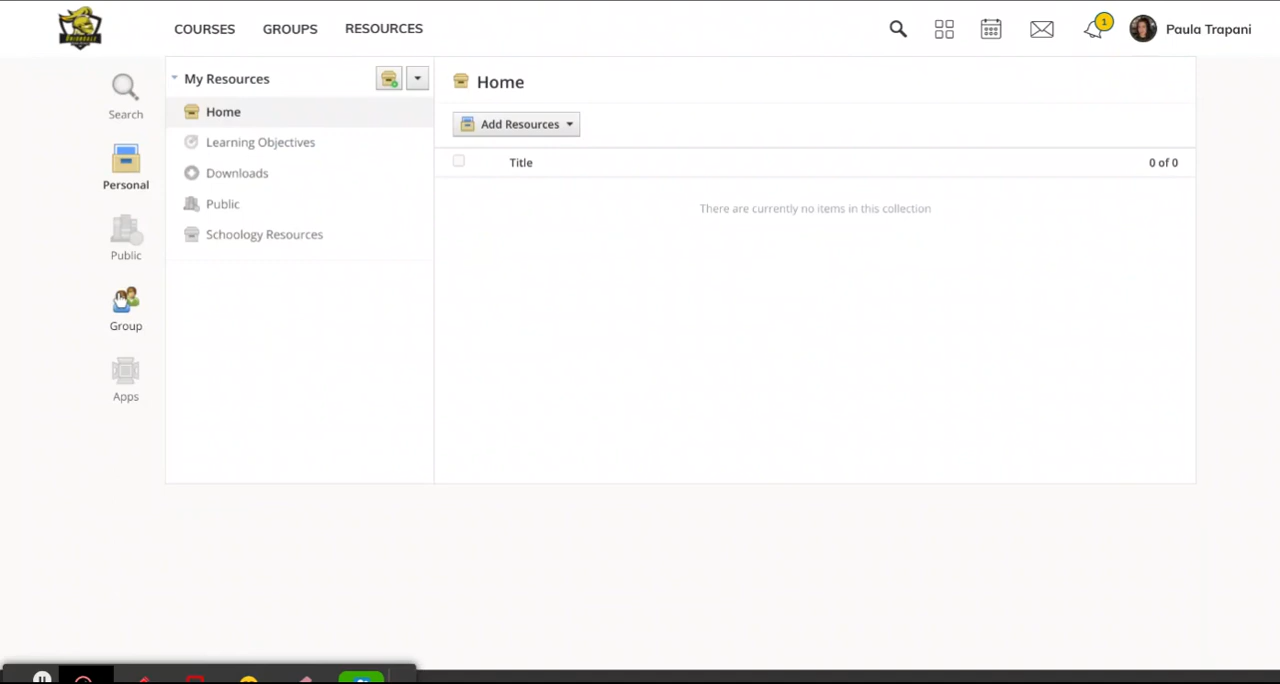 COURSES GROUPS RESOURCES 1 Paula Trapani
Search
Personal
Public
Group
Apps
My Resources
Home
Learning Objectives
Downloads
Public
Schoology Resources
Home
Add Resources
Title 0 of 0
There are currently no items in this collection